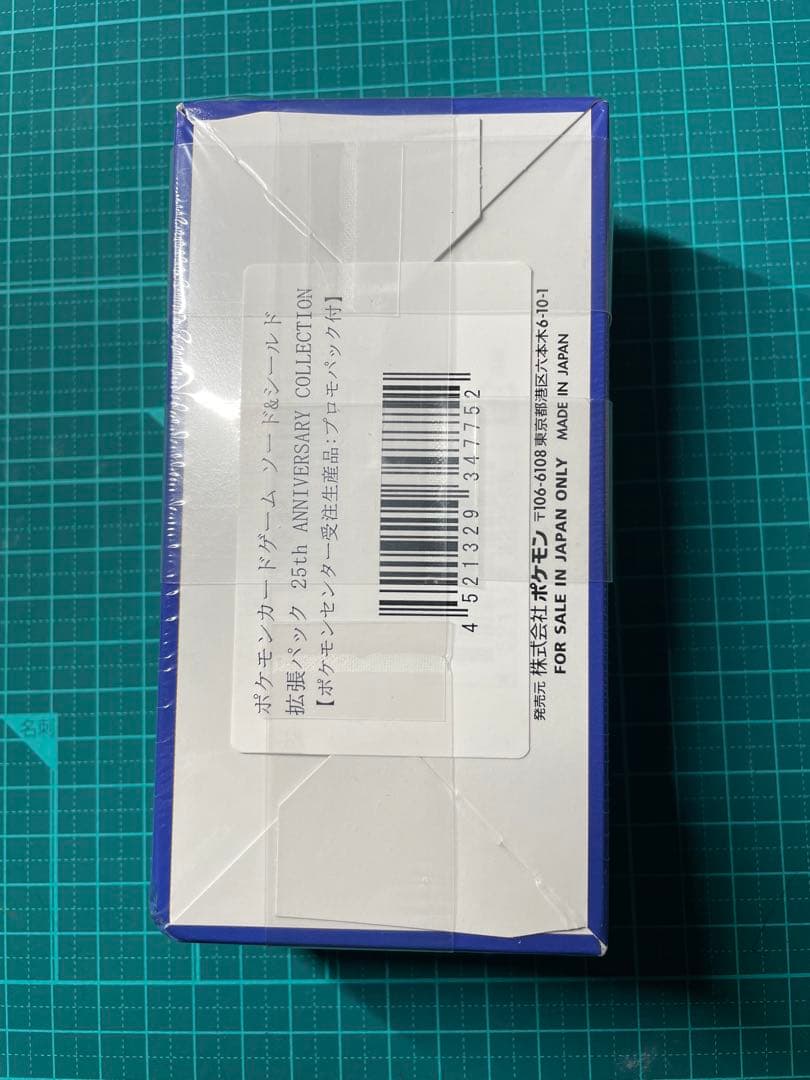 ポケモンカードゲーム ソード&シールド
拡張パック 25th ANNIVERSARY COLLECTION
【ポケモンセンター受注生産品:プロモパック付】
4 521329 347752
発売元 株式会社 ポケモン 〒106-6108 東京都港区六本木6-10-1
FOR SALE IN JAPAN ONLY MADE IN JAPAN
名刺